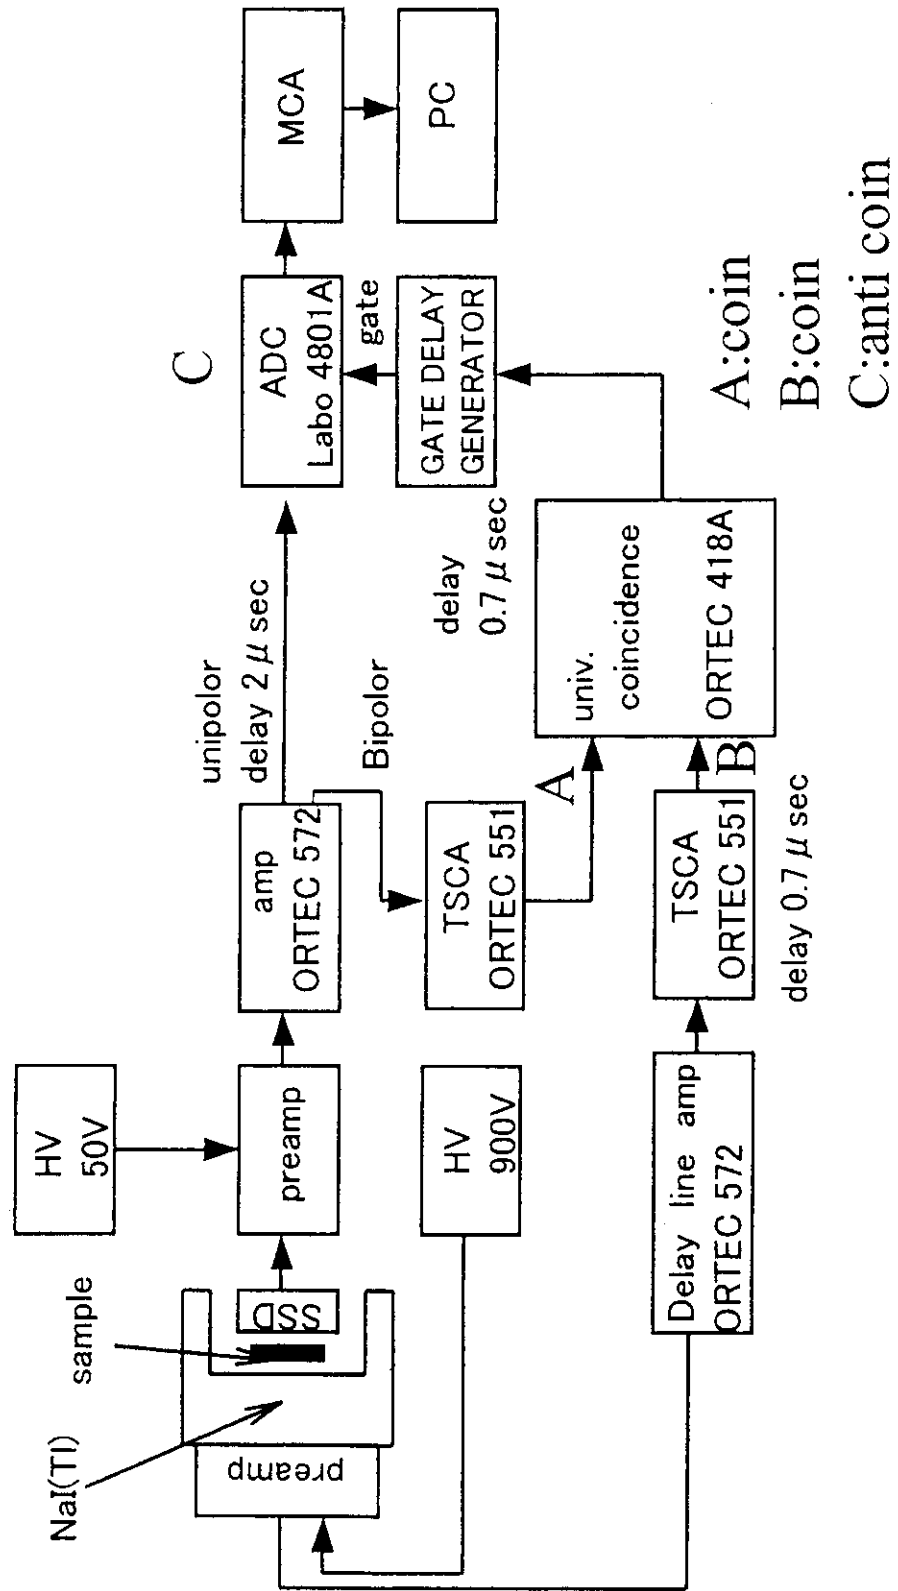 HV
50V
NaI(Tl)
sample
preamp
SSD
preamp
amp
ORTEC 572
unipolor
delay 2 μ sec
C
ADC
Labo 4801A
MCA
PC
gate
GATE DELAY
GENERATOR
delay
0.7 μ sec
Bipolor
HV
900V
TSCA
ORTEC 551
A
univ.
coincidence
ORTEC 418A
B
Delay line amp
ORTEC 572
TSCA
ORTEC 551
delay 0.7 μ sec
A:coin
B:coin
C:anti coin